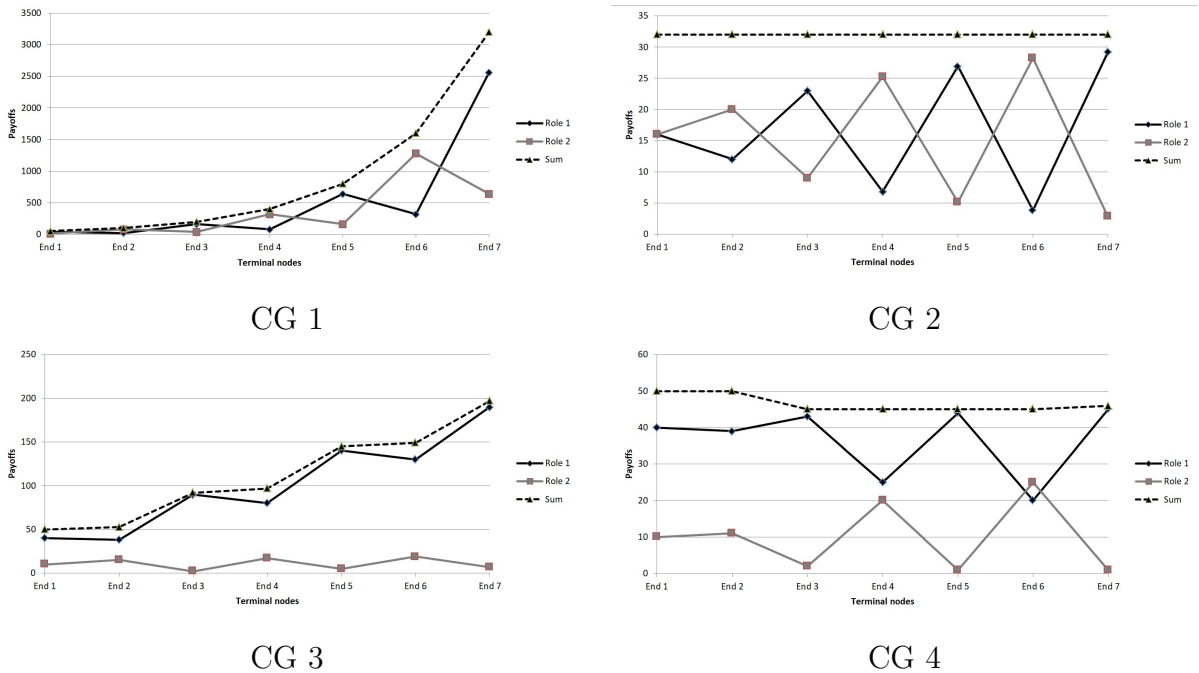 3500
3000
2500
2000
1500
1000
500
0
Payoffs
End 1 End 2 End 3 End 4 End 5 End 6 End 7
Terminal nodes
Role 1
Role 2
Sum
CG 1
35
30
25
20
15
10
5
0
Payoffs
End 1 End 2 End 3 End 4 End 5 End 6 End 7
Terminal nodes
Role 1
Role 2
Sum
CG 2
250
200
150
100
50
0
Payoffs
End 1 End 2 End 3 End 4 End 5 End 6 End 7
Terminal nodes
Role 1
Role 2
Sum
CG 3
60
50
40
30
20
10
0
Payoffs
End 1 End 2 End 3 End 4 End 5 End 6 End 7
Terminal nodes
Role 1
Role 2
Sum
CG 4